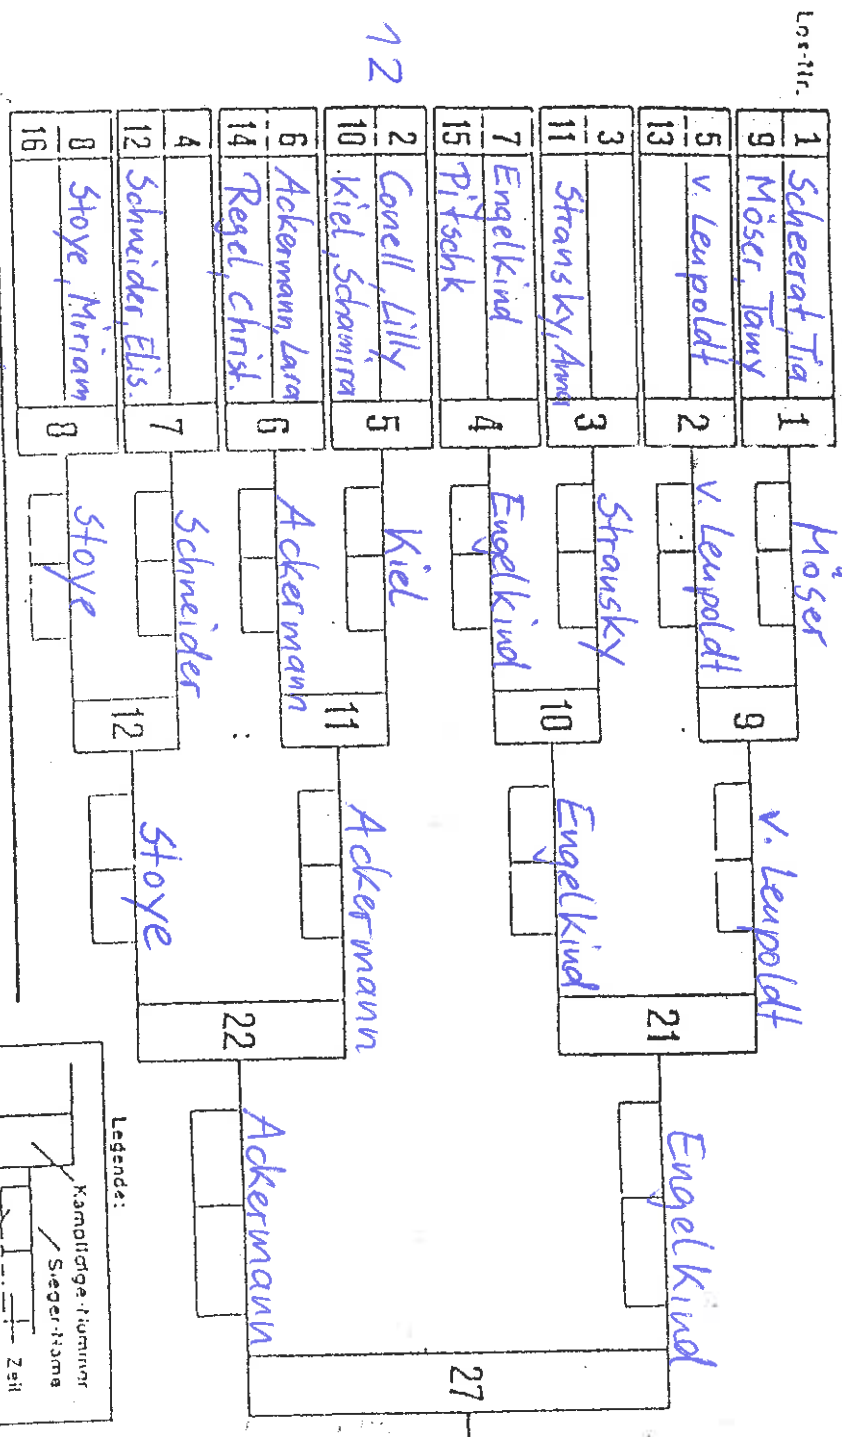 Los-Nr.
1 Scheerat, Tia
9 Möser, Tamy
1
5 v Leupoldt
13
2
3
11 Stransky, Anna
3
7 Engelkind
15 Pitschk
4
12
2 Conell, Lilly
10 Kiel, Schamira
5
6 Ackermann, Lara
14 Regel, Christ.
6
4
12 Schneider, Elis.
7
8 Stoye, Miriam
16
8
Möser
v. Leupoldt
9
Stransky
Engelkind
10
Kiel
Ackermann
11
Schneider
Stoye
12
v. Leupoldt
Engelkind
21
Ackermann
Stoye
22
Engelkind
Ackermann
27
Legende:
Kampffolge-Nummer
Sieger-Name
Zeit